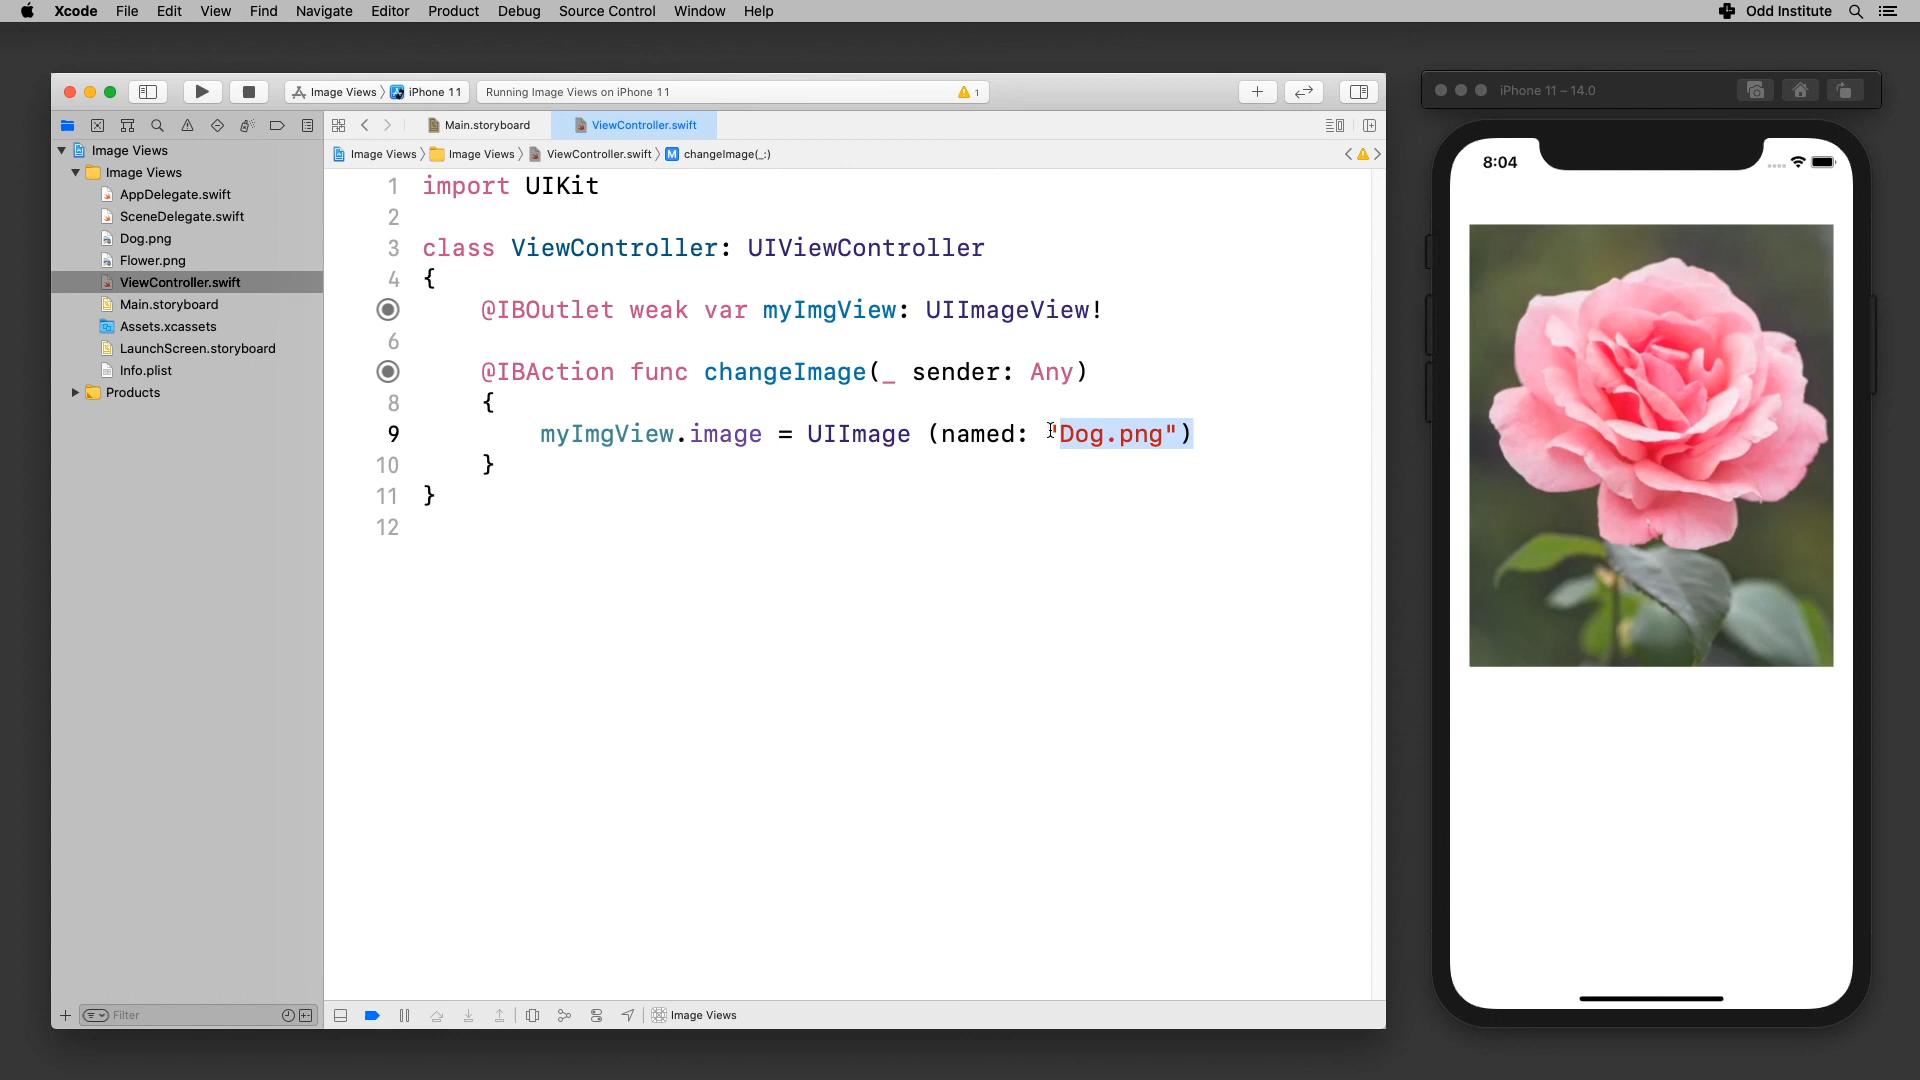 Xcode File Edit View Find Navigate Editor Product Debug Source Control Window Help Odd Institute
Image Views iPhone 11 Running Image Views on iPhone 11 1
iPhone 11 – 14.0
Main.storyboard ViewController.swift
Image Views Image Views ViewController.swift M changeImage(_:)
Image Views
Image Views
AppDelegate.swift
SceneDelegate.swift
Dog.png
Flower.png
ViewController.swift
Main.storyboard
Assets.xcassets
LaunchScreen.storyboard
Info.plist
Products
1 import UIKit
2
3 class ViewController: UIViewController
4 {
@IBOutlet weak var myImgView: UIImageView!
6
@IBAction func changeImage(_ sender: Any)
8 {
9 myImgView.image = UIImage (named: "Dog.png")
10 }
11 }
12
8:04
Filter
Image Views